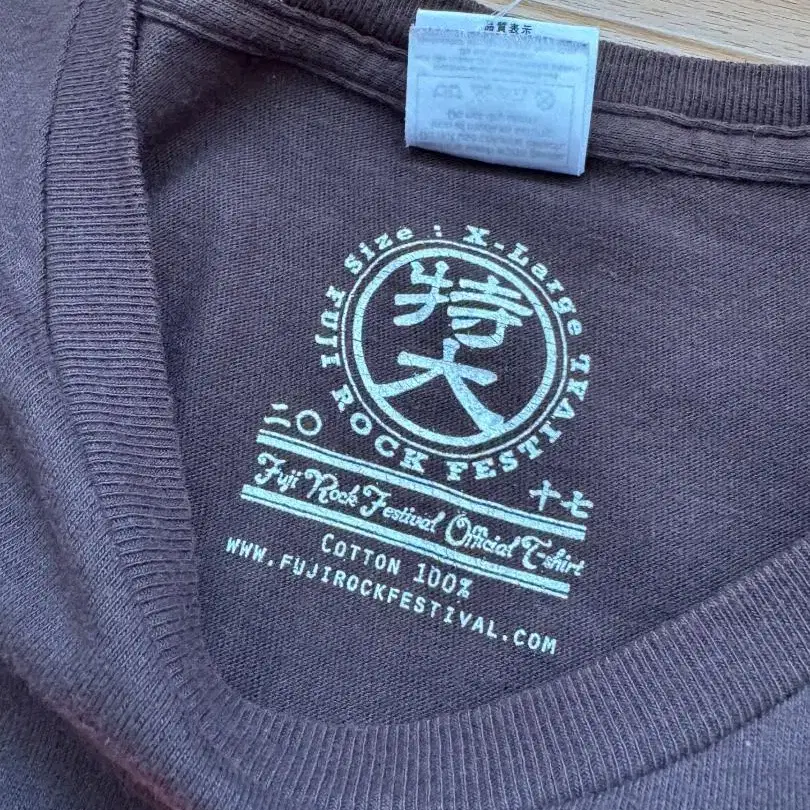 品質表示
Size : X-Large
特大
FUJI ROCK FESTIVAL
二〇
十七
Fuji Rock Festival Official T-shirt
COTTON 100%
WWW.FUJIROCKFESTIVAL.COM